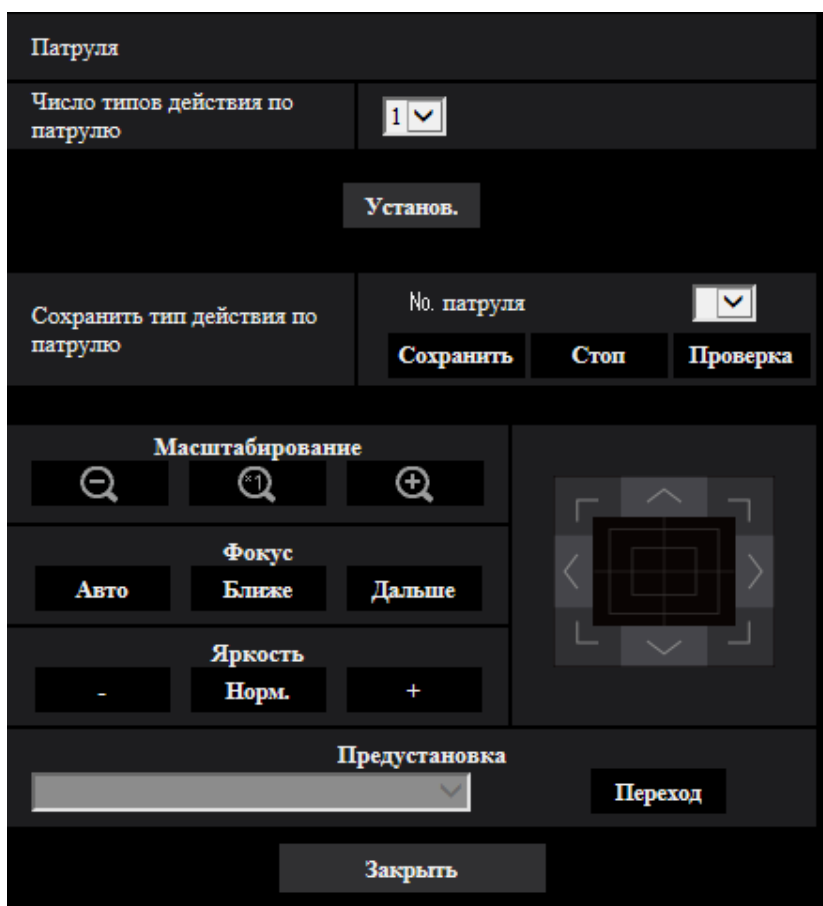 Патруля
Число типов действия по
патрулю
1
Установ.
Сохранить тип действия по
патрулю
No. патруля
Сохранить Стоп Проверка
Масштабирование
×1
Фокус
Авто Ближе Дальше
Яркость
- Норм. +
Предустановка
Переход
Закрыть